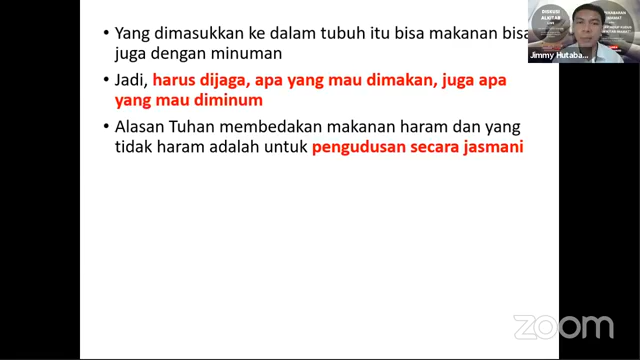 • Yang dimasukkan ke dalam tubuh itu bisa makanan bisa
juga dengan minuman
• Jadi, harus dijaga, apa yang mau dimakan, juga apa
yang mau diminum
• Alasan Tuhan membedakan makanan haram dan yang
tidak haram adalah untuk pengudusan secara jasmani
DISKUSI
ALKITAB
Jimmy Hutaba...
zoom